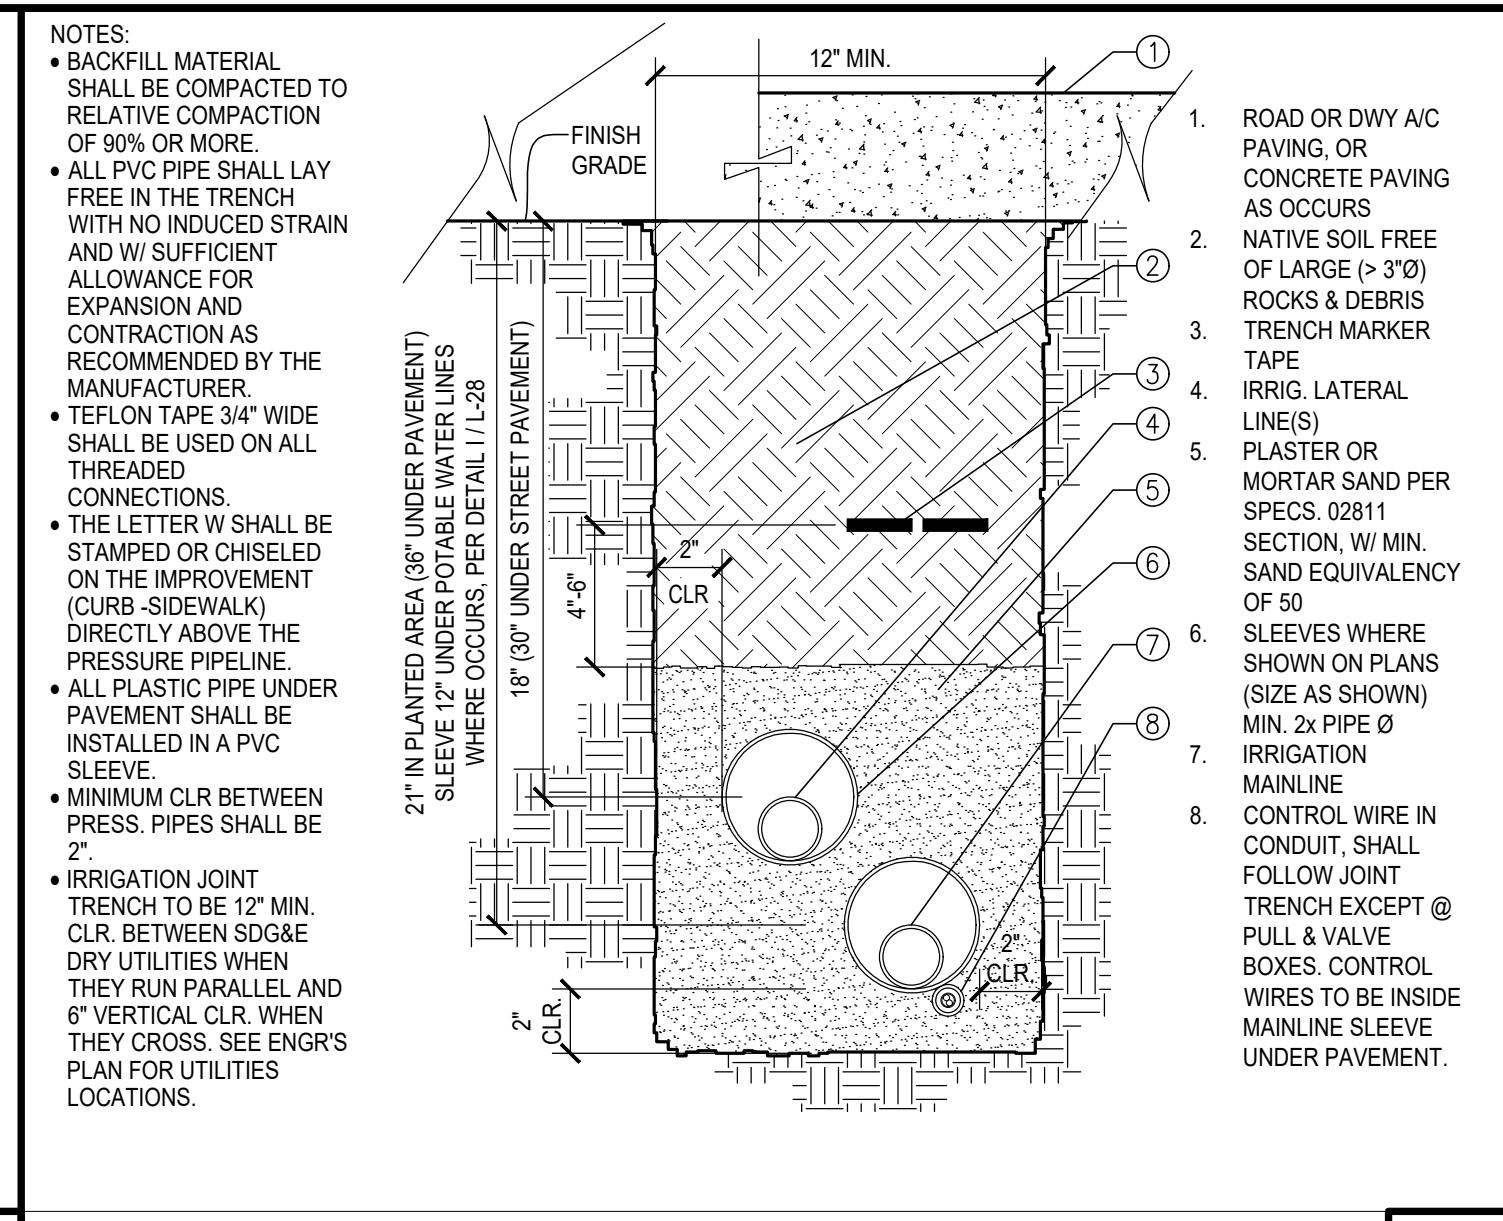 NOTES:
• BACKFILL MATERIAL
SHALL BE COMPACTED TO
RELATIVE COMPACTION
OF 90% OR MORE.
• ALL PVC PIPE SHALL LAY
FREE IN THE TRENCH
WITH NO INDUCED STRAIN
AND W/ SUFFICIENT
ALLOWANCE FOR
EXPANSION AND
CONTRACTION AS
RECOMMENDED BY THE
MANUFACTURER.
• TEFLON TAPE 3/4" WIDE
SHALL BE USED ON ALL
THREADED
CONNECTIONS.
• THE LETTER W SHALL BE
STAMPED OR CHISELED
ON THE IMPROVEMENT
(CURB -SIDEWALK)
DIRECTLY ABOVE THE
PRESSURE PIPELINE.
• ALL PLASTIC PIPE UNDER
PAVEMENT SHALL BE
INSTALLED IN A PVC
SLEEVE.
• MINIMUM CLR BETWEEN
PRESS. PIPES SHALL BE
2".
• IRRIGATION JOINT
TRENCH TO BE 12" MIN.
CLR. BETWEEN SDG&E
DRY UTILITIES WHEN
THEY RUN PARALLEL AND
6" VERTICAL CLR. WHEN
THEY CROSS. SEE ENGR'S
PLAN FOR UTILITIES
LOCATIONS.
12" MIN.
FINISH
GRADE
21" IN PLANTED AREA (36" UNDER PAVEMENT)
SLEEVE 12" UNDER POTABLE WATER LINES
WHERE OCCURS, PER DETAIL I / L-28
18" (30" UNDER STREET PAVEMENT)
4"-6"
2"
CLR
2"
CLR.
2"
CLR.
1
2
3
4
5
6
7
8
1. ROAD OR DWY A/C
PAVING, OR
CONCRETE PAVING
AS OCCURS
2. NATIVE SOIL FREE
OF LARGE (> 3"Ø)
ROCKS & DEBRIS
3. TRENCH MARKER
TAPE
4. IRRIG. LATERAL
LINE(S)
5. PLASTER OR
MORTAR SAND PER
SPECS. 02811
SECTION, W/ MIN.
SAND EQUIVALENCY
OF 50
6. SLEEVES WHERE
SHOWN ON PLANS
(SIZE AS SHOWN)
MIN. 2x PIPE Ø
7. IRRIGATION
MAINLINE
8. CONTROL WIRE IN
CONDUIT, SHALL
FOLLOW JOINT
TRENCH EXCEPT @
PULL & VALVE
BOXES. CONTROL
WIRES TO BE INSIDE
MAINLINE SLEEVE
UNDER PAVEMENT.